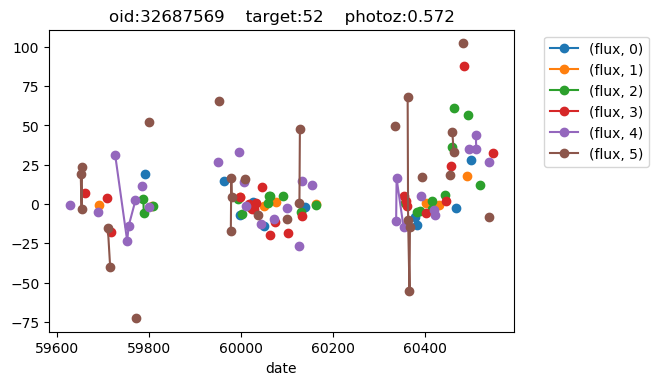 oid:32687569    target:52    photoz:0.572
100
75
50
25
0
−25
−50
−75
59600
59800
60000
60200
60400
date
(flux, 0)
(flux, 1)
(flux, 2)
(flux, 3)
(flux, 4)
(flux, 5)